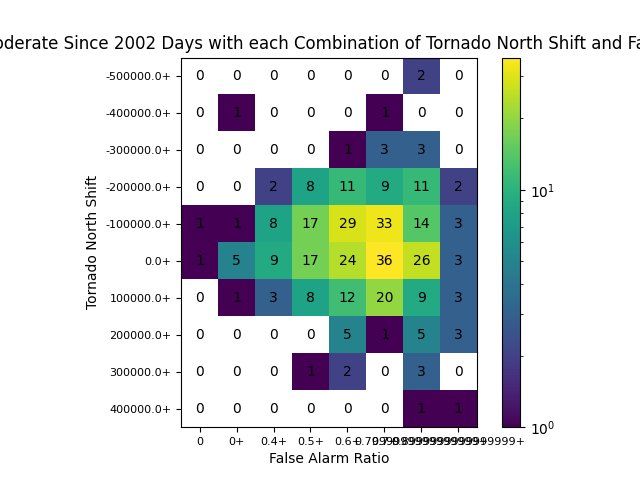 oderate Since 2002 Days with each Combination of Tornado North Shift and Fa
-500000.0+ 0 0 0 0 0 0 2 0
-400000.0+ 0 1 0 0 0 1 0 0
-300000.0+ 0 0 0 0 1 3 3 0
-200000.0+ 0 0 2 8 11 9 11 2
-100000.0+ 1 1 8 17 29 33 14 3
0.0+ 1 5 9 17 24 36 26 3
100000.0+ 0 1 3 8 12 20 9 3
200000.0+ 0 0 0 0 5 1 5 3
300000.0+ 0 0 0 1 2 0 3 0
400000.0+ 0 0 0 0 0 0 1 1
0 0+ 0.4+ 0.5+ 0.6+
False Alarm Ratio
Tornado North Shift
10^1
10^0